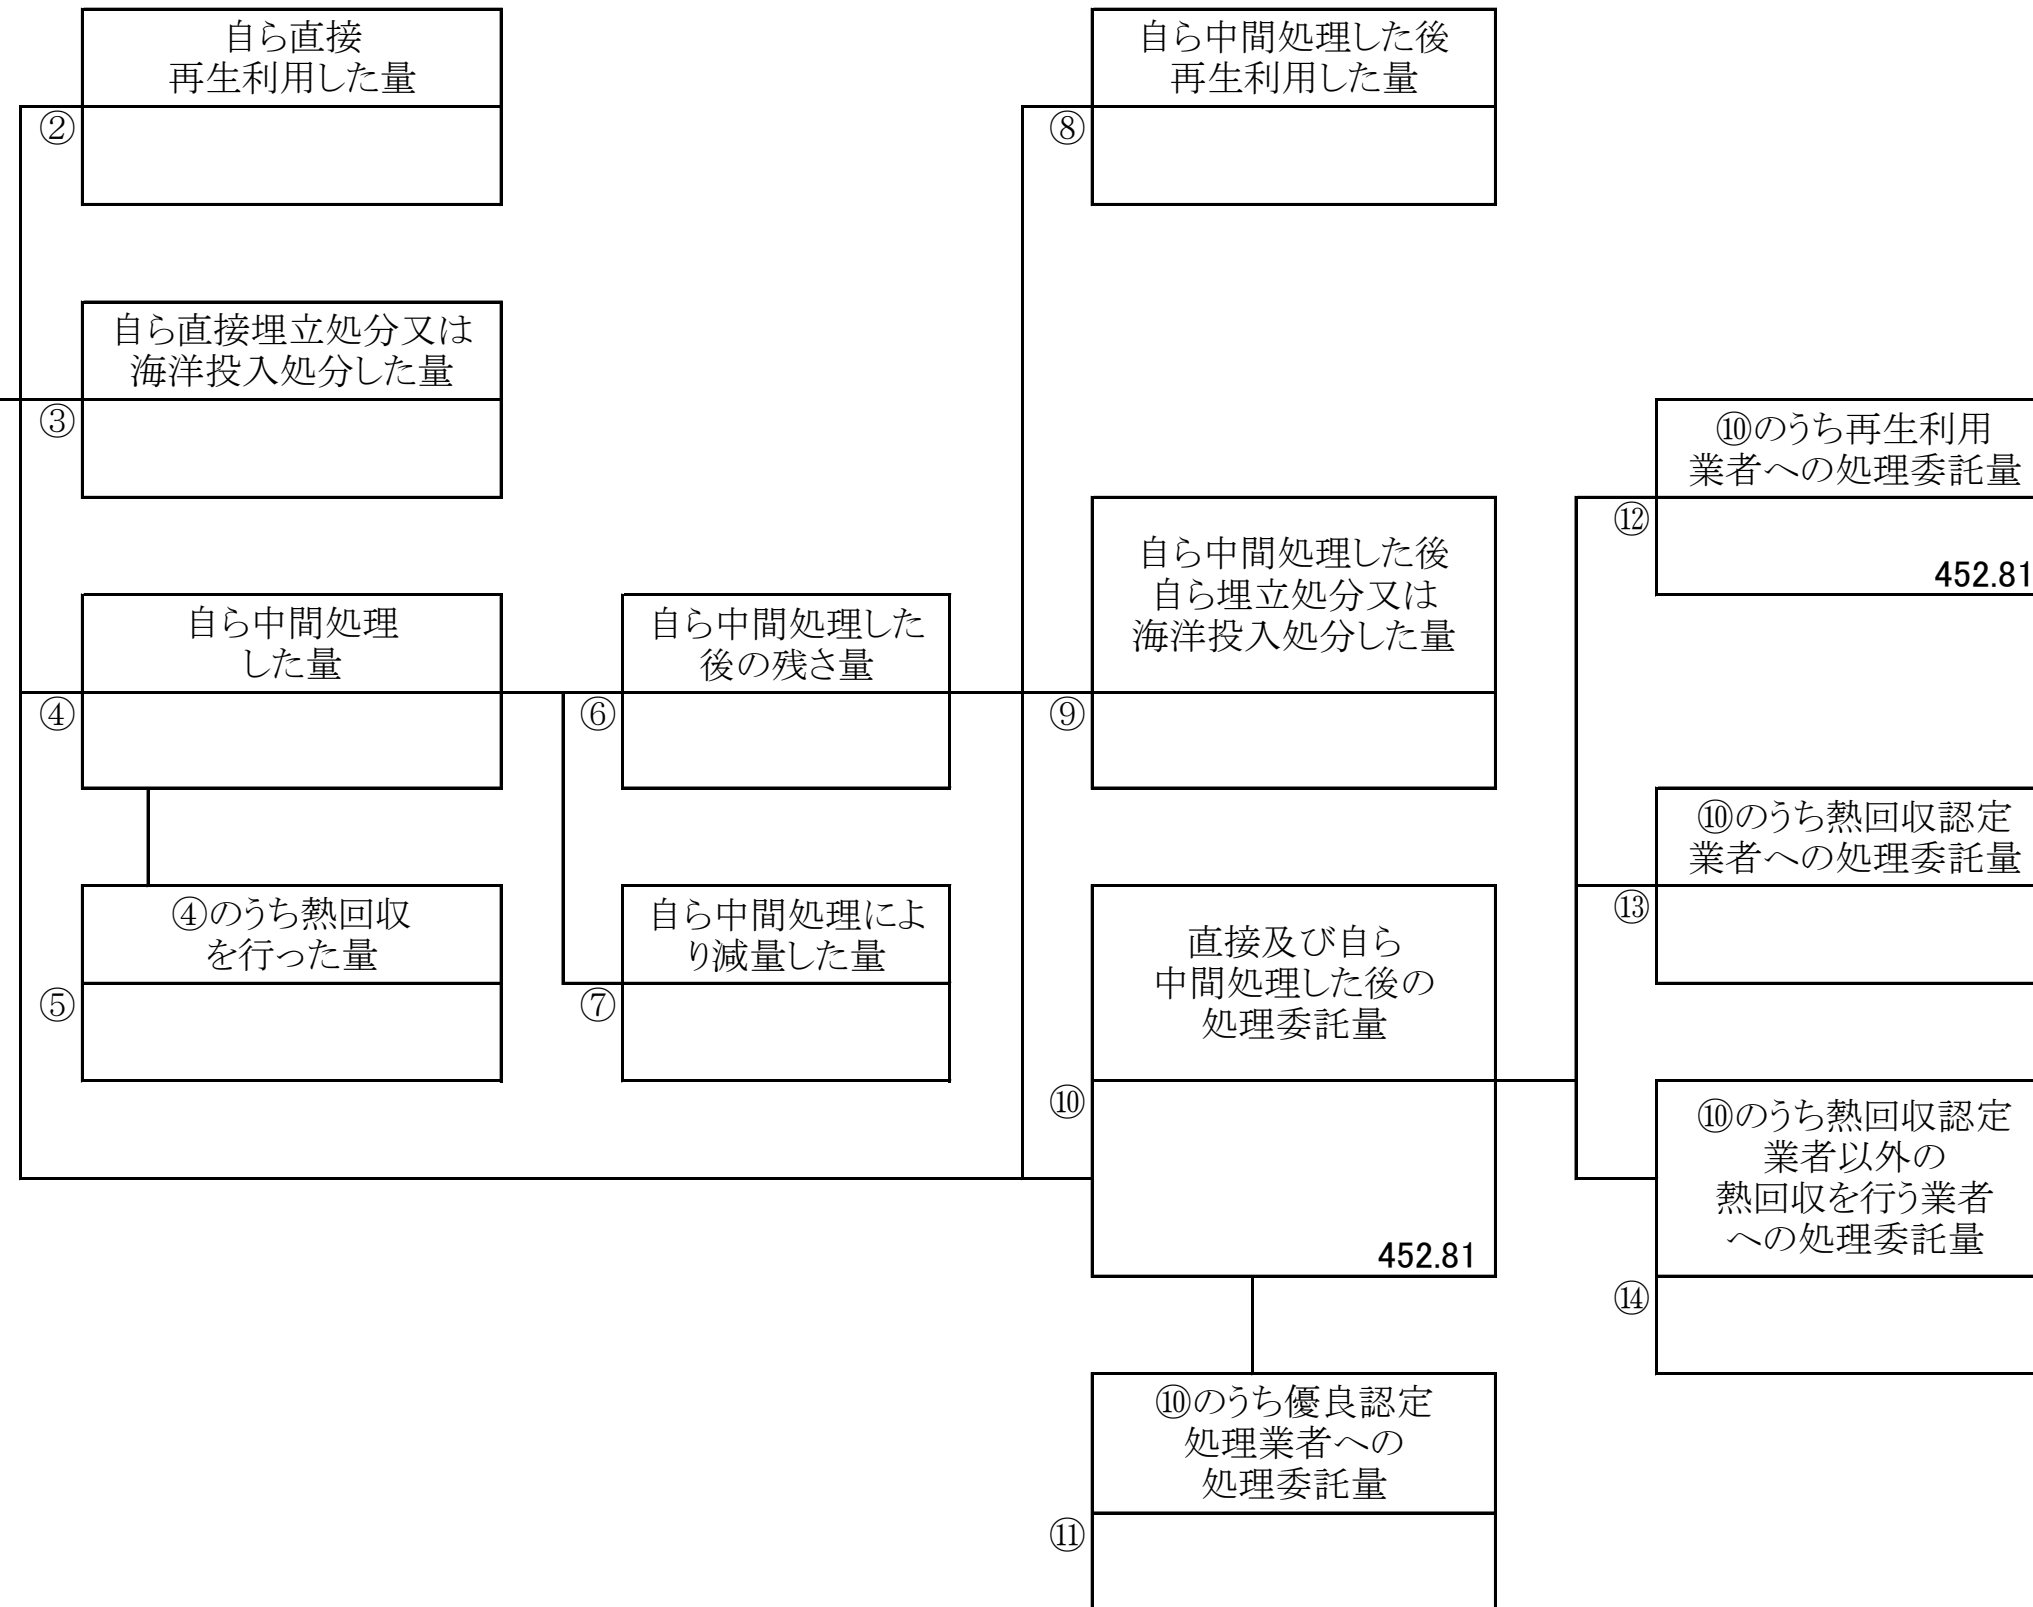 自ら直接
再生利用した量
②
自ら中間処理した後
再生利用した量
⑧
自ら直接埋立処分又は
海洋投入処分した量
③
⑩のうち再生利用
業者への処理委託量
⑫
452.81
自ら中間処理した後
自ら埋立処分又は
海洋投入処分した量
⑨
自ら中間処理
した量
④
自ら中間処理した
後の残さ量
⑥
⑩のうち熱回収認定
業者への処理委託量
⑬
④のうち熱回収
を行った量
⑤
自ら中間処理によ
り減量した量
⑦
直接及び自ら
中間処理した後の
処理委託量
⑩
452.81
⑩のうち熱回収認定
業者以外の
熱回収を行う業者
への処理委託量
⑭
⑩のうち優良認定
処理業者への
処理委託量
⑪